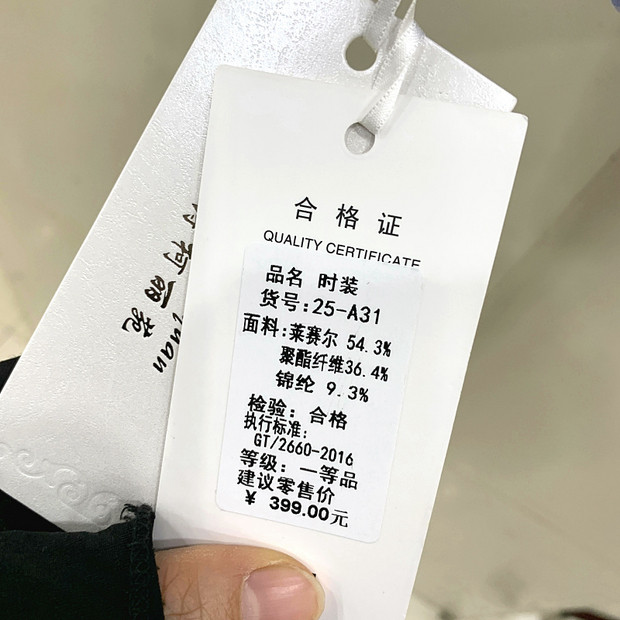 合格证
QUALITY CERTIFICATE
品名 时装
货号:25-A31
面料:莱赛尔 54.3%
聚酯纤维36.4%
锦纶 9.3%
检验: 合格
执行标准:
GT/2660-2016
等级: 一等品
建议零售价
¥ 399.00元